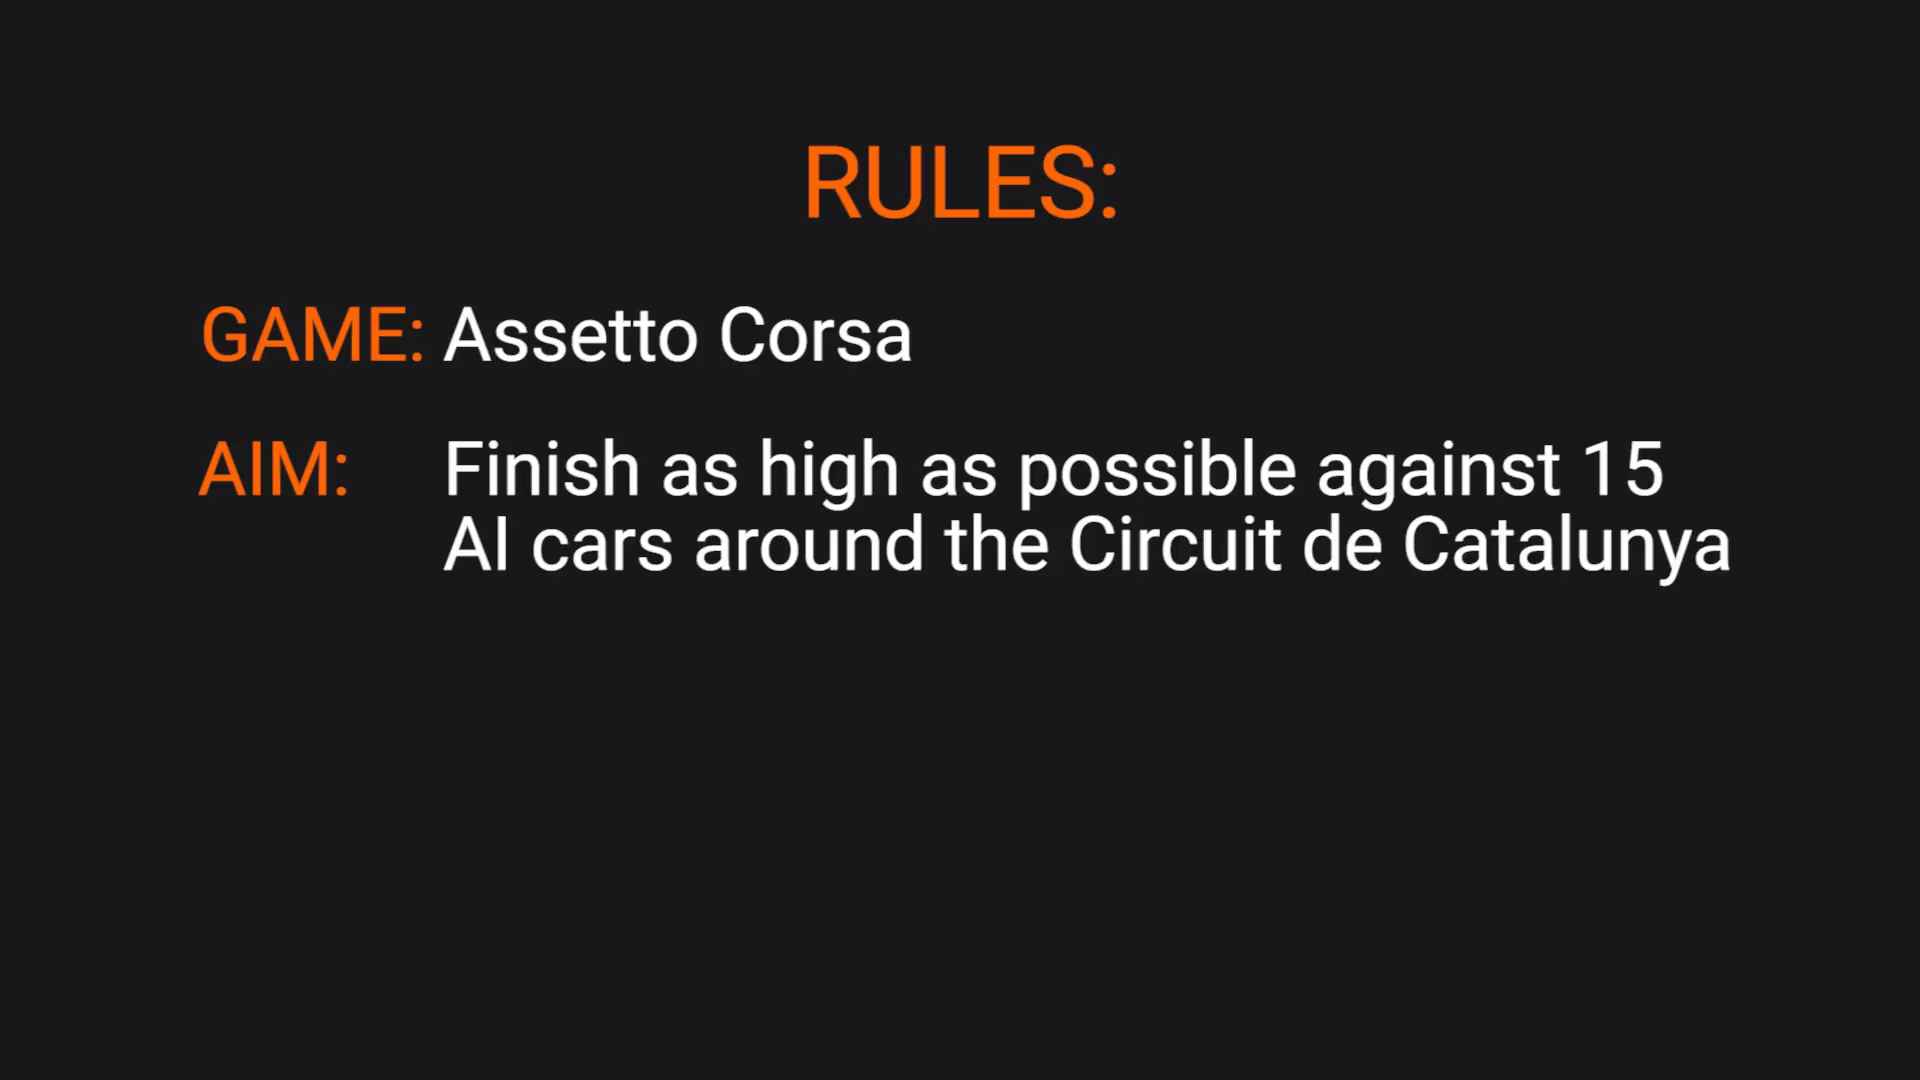 RULES:
GAME: Assetto Corsa
AIM: Finish as high as possible against 15
AI cars around the Circuit de Catalunya